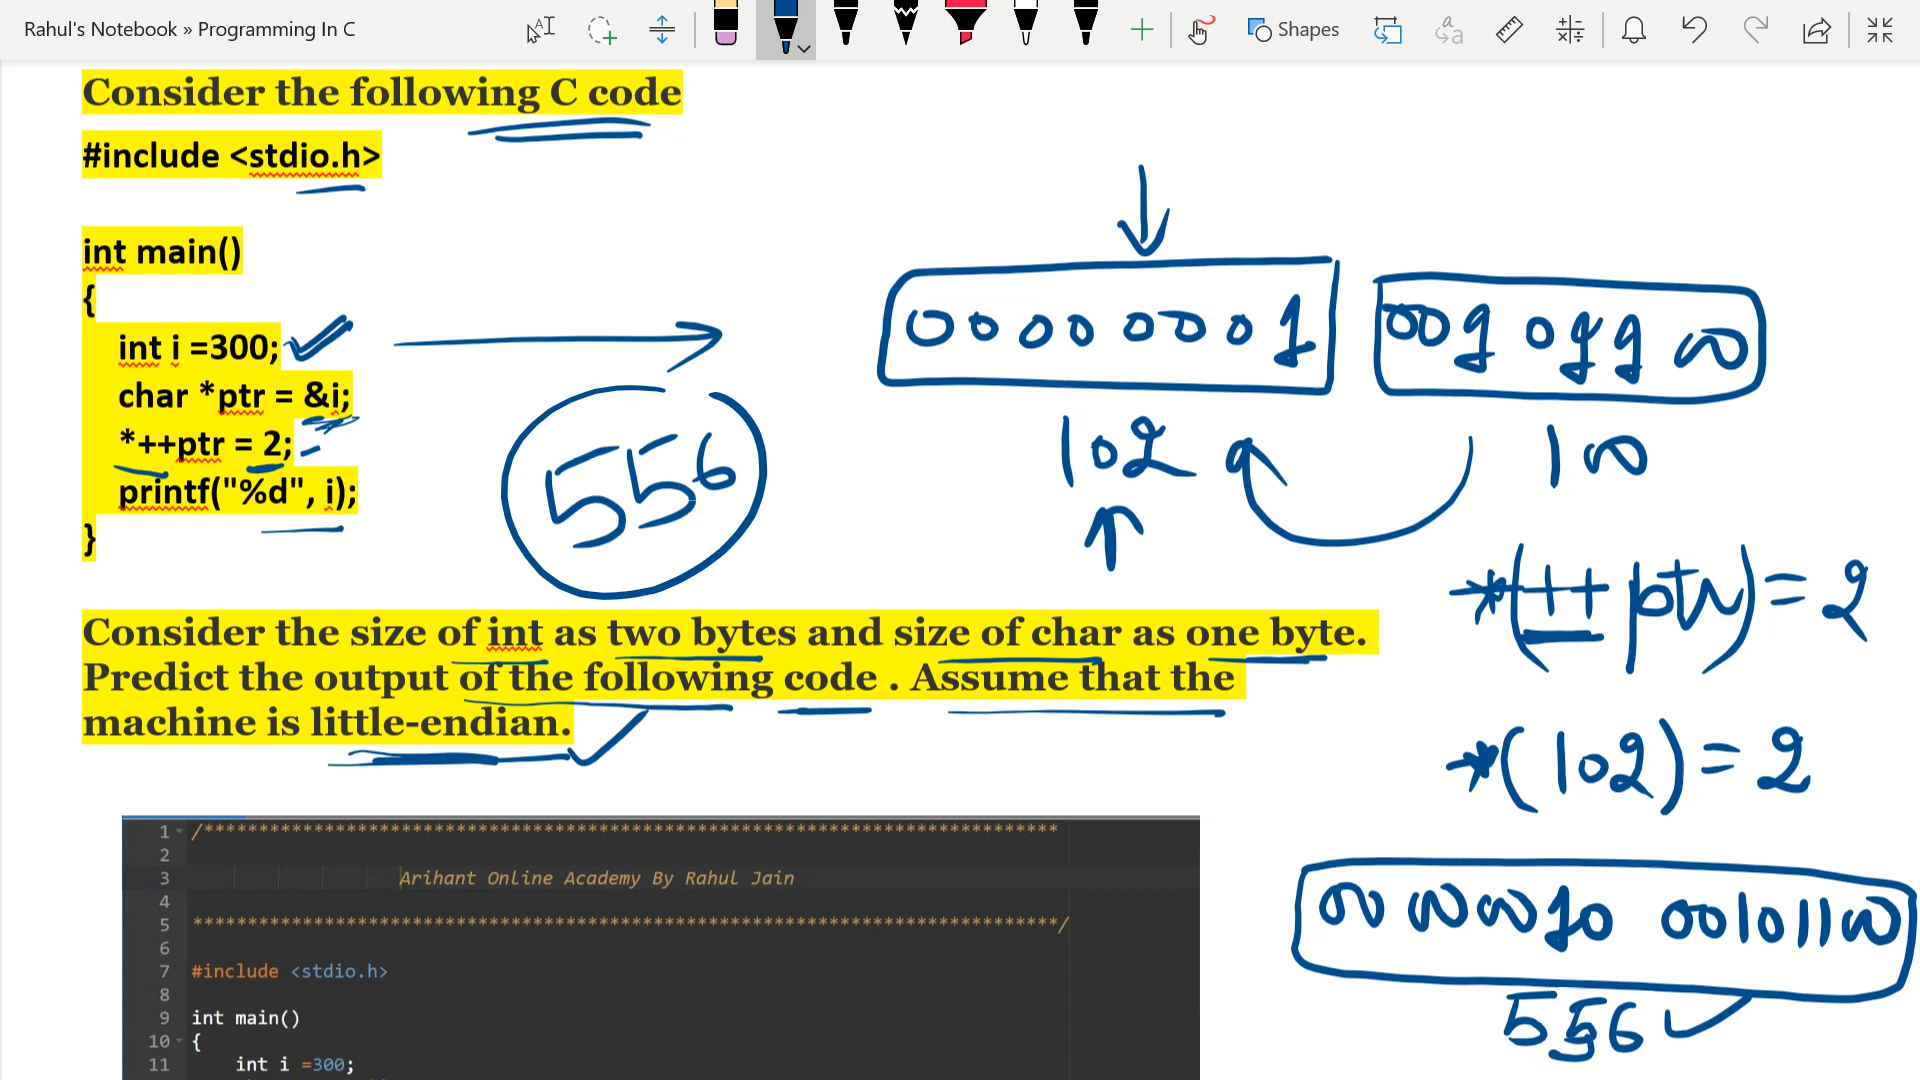 Rahul's Notebook » Programming In C
Shapes
Consider the following C code
#include <stdio.h>
int main()
{
int i =300;
char *ptr = &i;
*++ptr = 2;
printf("%d", i);
}
556
00000001 00101100
102 100
*(++ptr)=2
*(102)=2
00000010 00101100
556
Consider the size of int as two bytes and size of char as one byte.
Predict the output of the following code . Assume that the
machine is little-endian.
1 /******************************************************************************
2
3 Arihant Online Academy By Rahul Jain
4
5 *******************************************************************************/
6
7 #include <stdio.h>
8
9 int main()
10 {
11 int i =300;